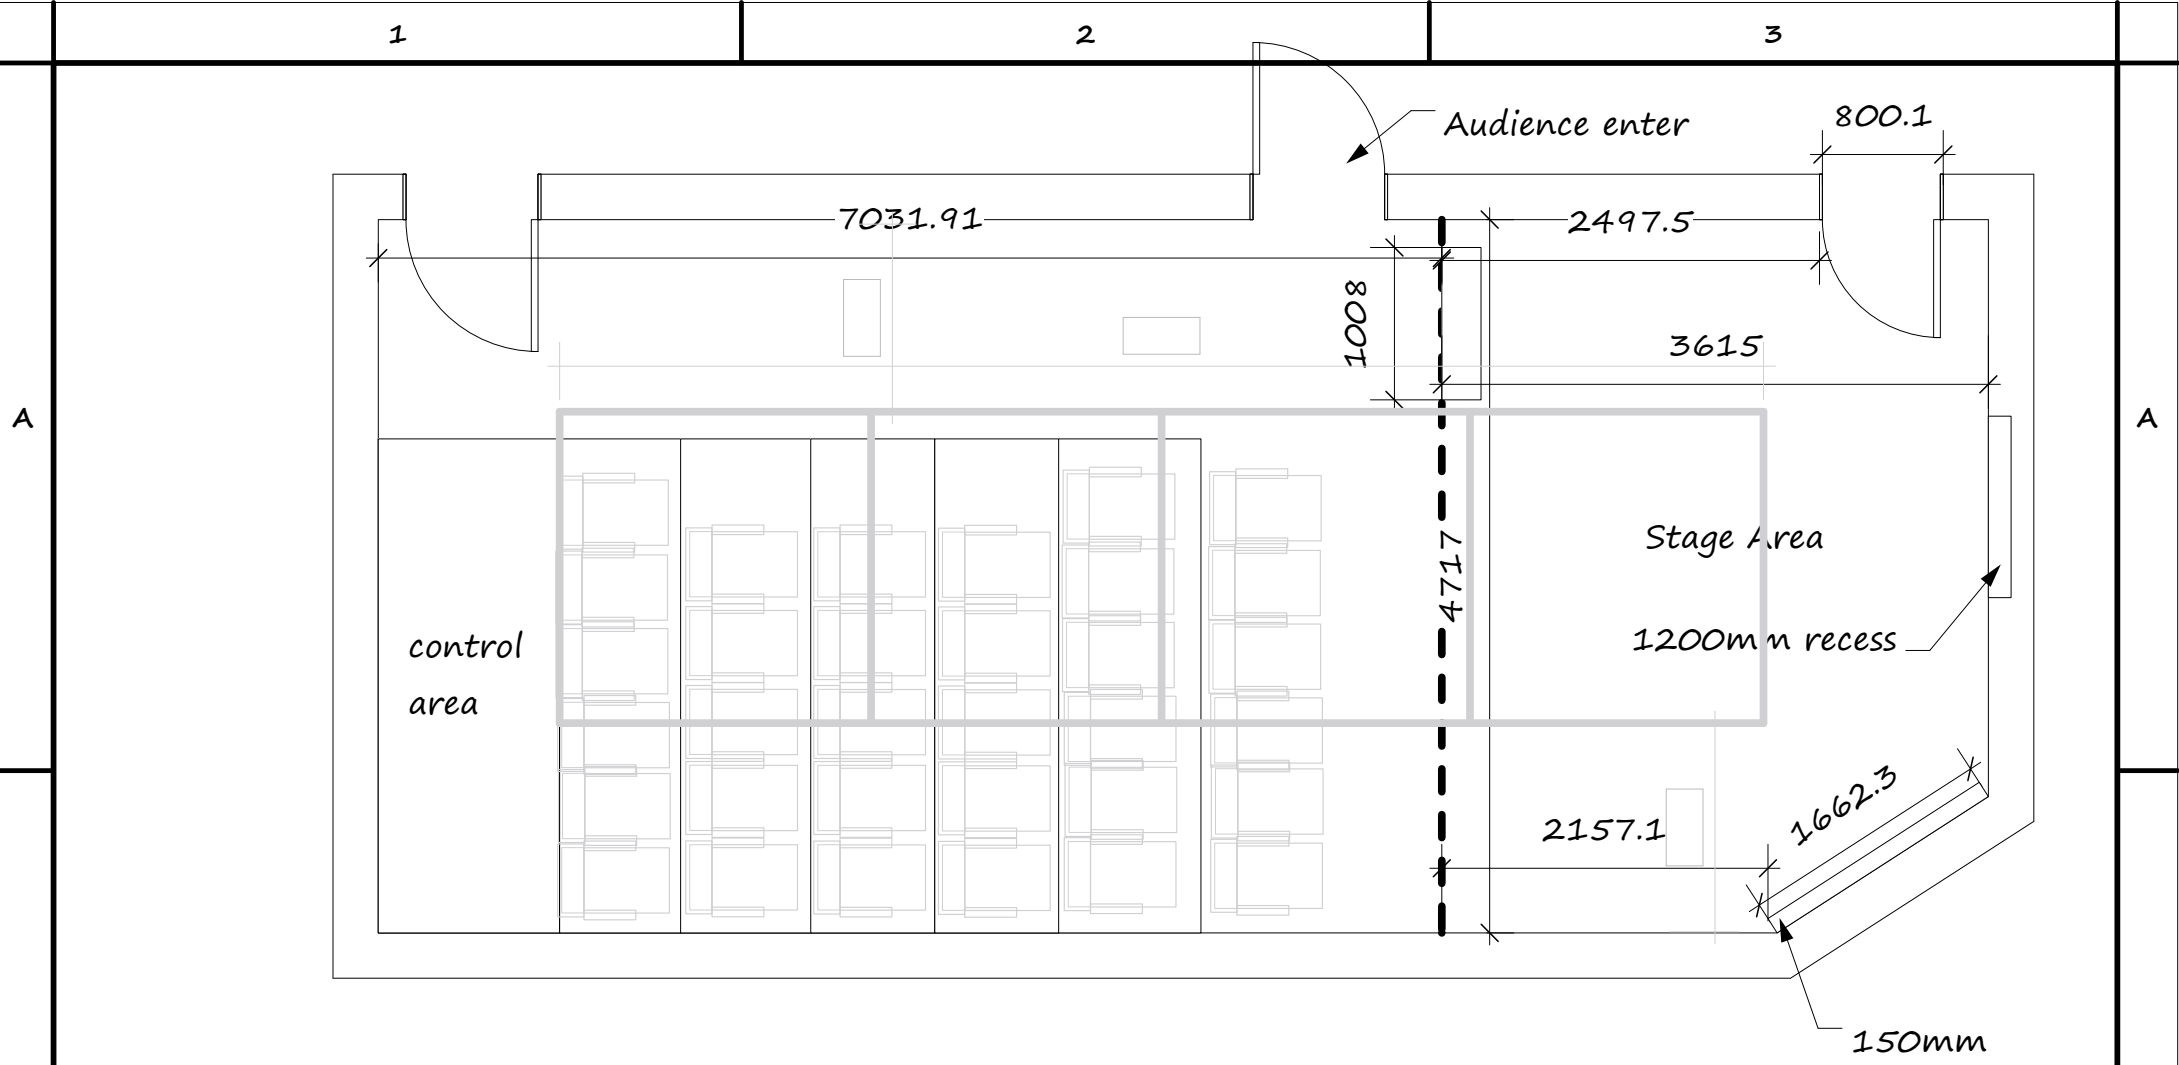 1
2
3
Audience enter
800.1
7031.91
2497.5
1008
3615
A
A
Stage Area
4717
1200mm recess
control
area
1662.3
2157.1
150mm